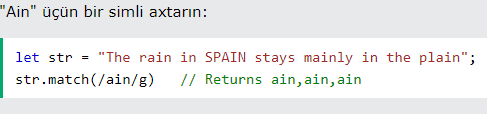 "Ain" üçün bir simli axtarın:
let str = "The rain in SPAIN stays mainly in the plain";
str.match(/ain/g)   // Returns ain,ain,ain